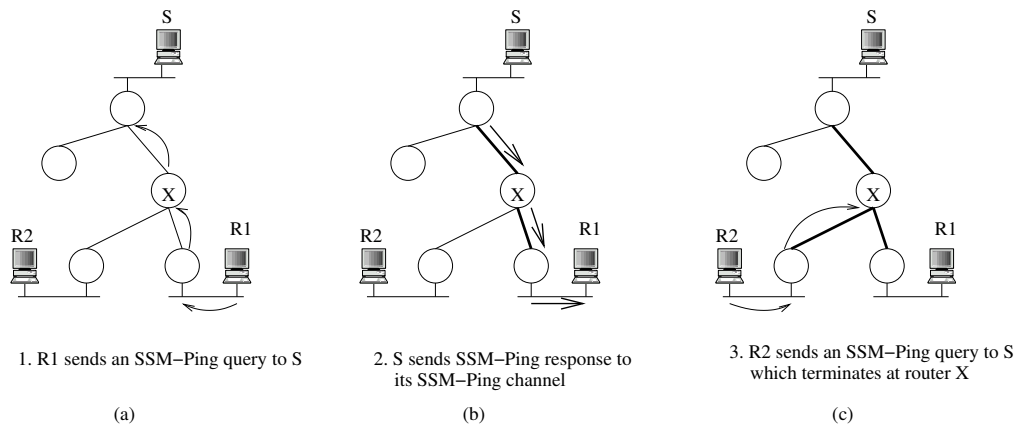 S
X
R2
R1
1. R1 sends an SSM−Ping query to S
(a)
S
X
R2
R1
2. S sends SSM−Ping response to
its SSM−Ping channel
(b)
S
X
R2
R1
3. R2 sends an SSM−Ping query to S
which terminates at router X
(c)